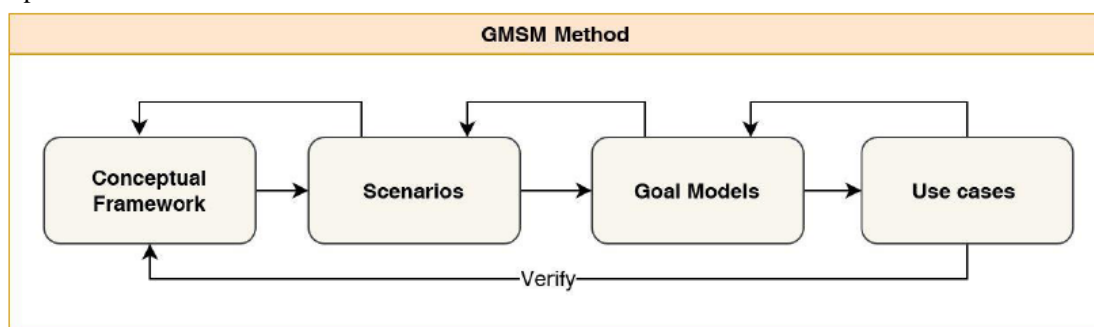 GMSM Method
Conceptual
Framework
Scenarios
Goal Models
Use cases
Verify